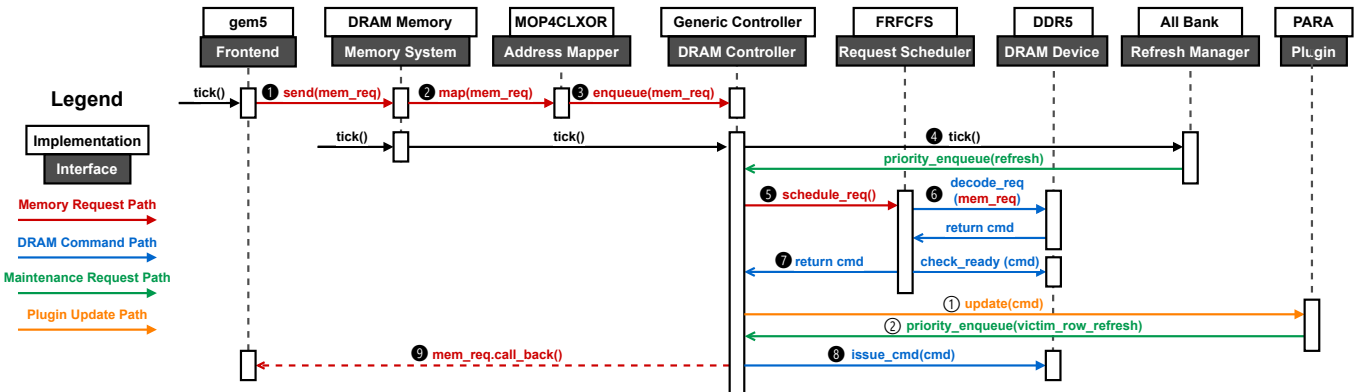 gem5 DRAM Memory MOP4CLXOR Generic Controller FRFCFS DDR5 All Bank PARA
Frontend Memory System Address Mapper DRAM Controller Request Scheduler DRAM Device Refresh Manager Plugin
Legend
tick() ❶ send(mem_req) ❷ map(mem_req) ❸ enqueue(mem_req)
Implementation
Interface
tick() tick() ❹ tick()
priority_enqueue(refresh)
Memory Request Path
❺ schedule_req() ❻ decode_req
(mem_req)
DRAM Command Path
return cmd
Maintenance Request Path
❼ return cmd check_ready (cmd)
Plugin Update Path
① update(cmd)
② priority_enqueue(victim_row_refresh)
❾ mem_req.call_back() ❽ issue_cmd(cmd)